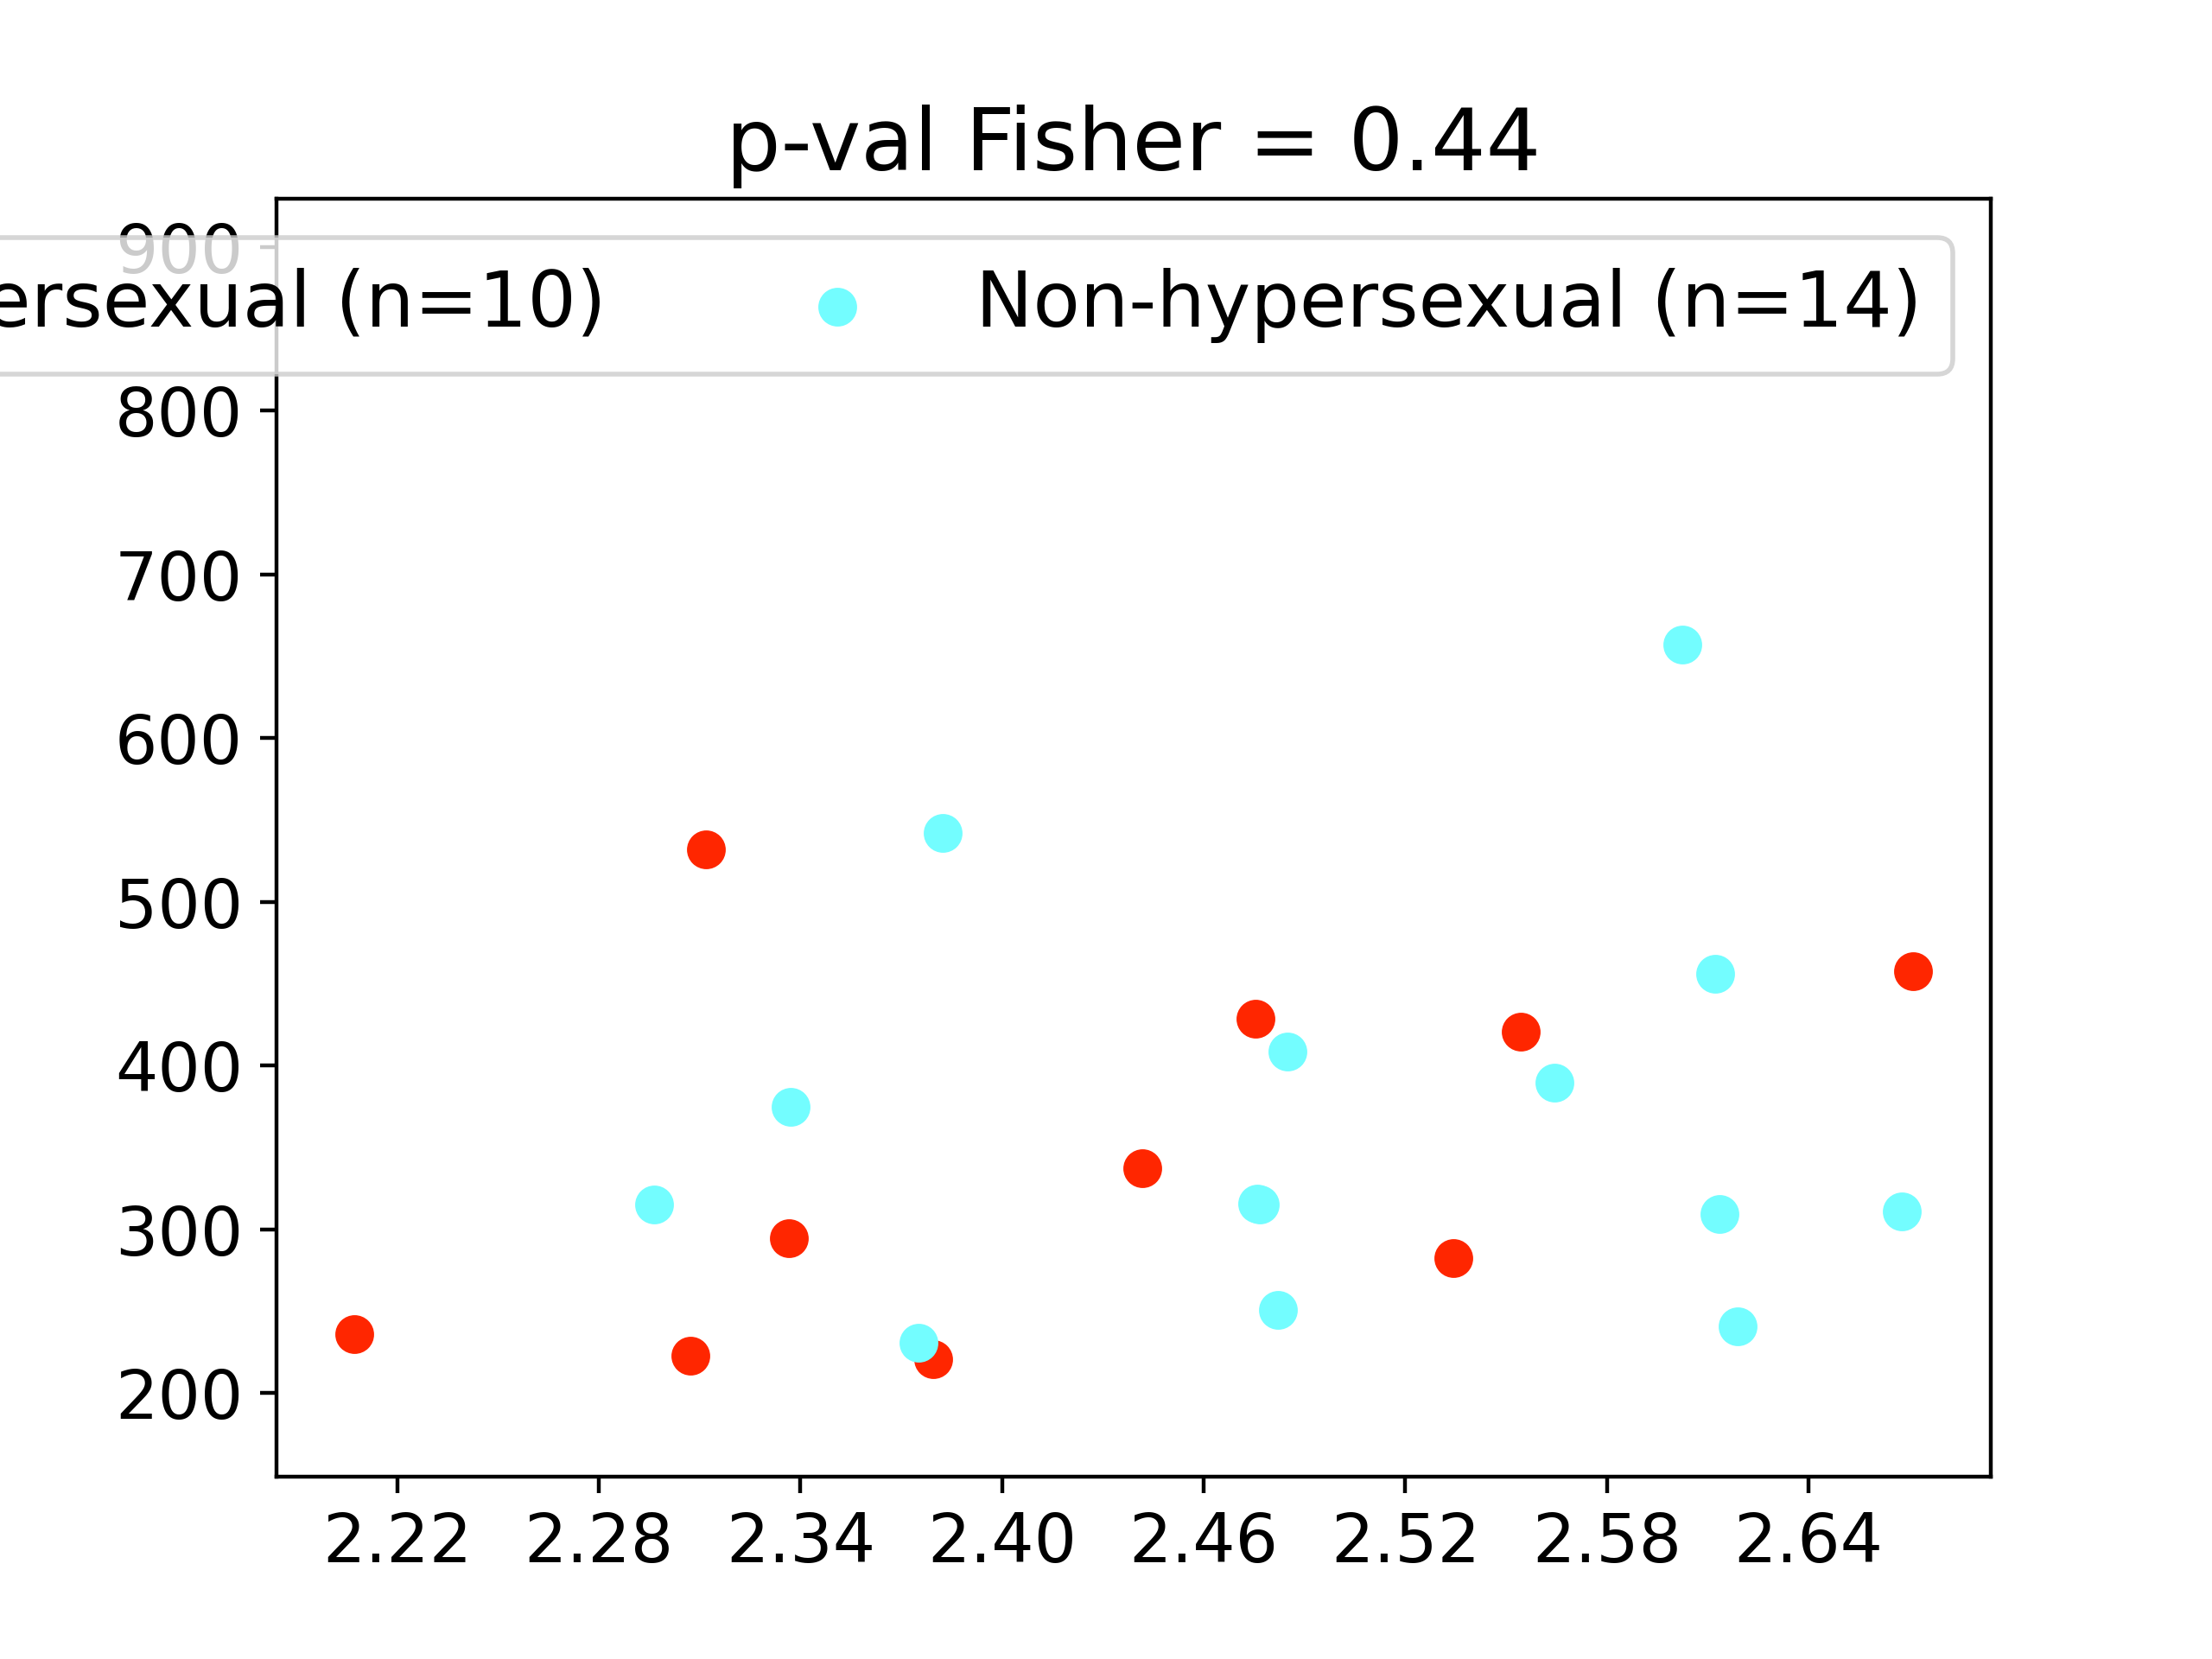 p-val Fisher = 0.44
900
ersexual (n=10) Non-hypersexual (n=14)
800
700
600
500
400
300
200
2.22 2.28 2.34 2.40 2.46 2.52 2.58 2.64